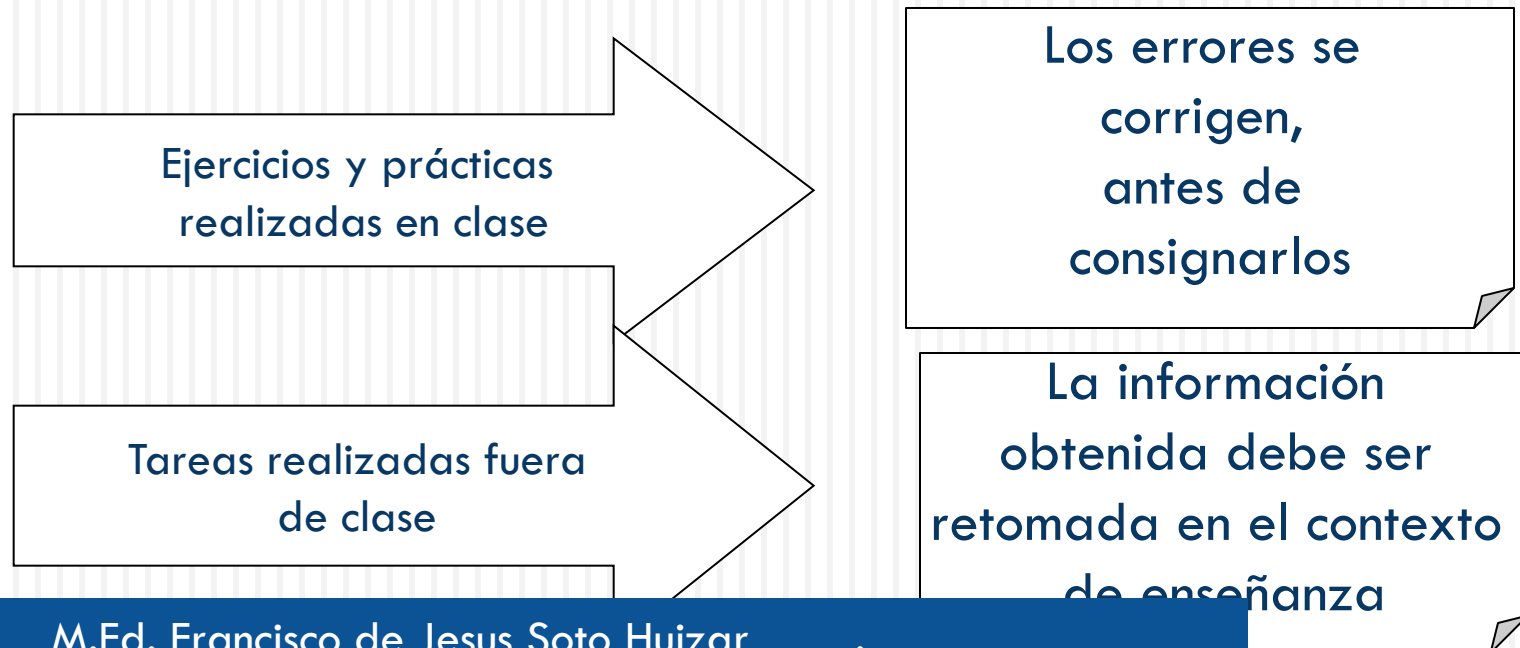 Ejercicios y prácticas
realizadas en clase
Los errores se
corrigen,
antes de
consignarlos
Tareas realizadas fuera
de clase
La información
obtenida debe ser
retomada en el contexto
de enseñanza
M.Ed. Francisco de Jesus Soto Huizar